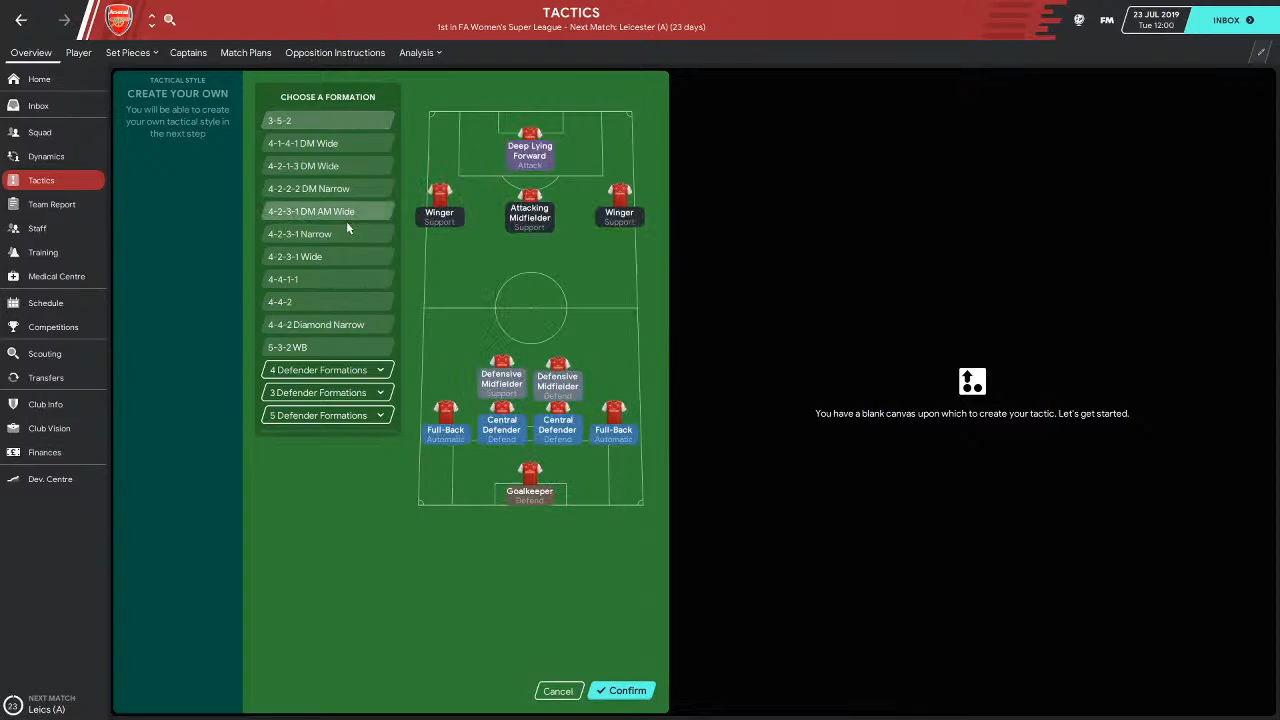 Arsenal
TACTICS
1st in FA Women's Super League - Next Match: Leicester (A) (23 days)
FM
23 JUL 2019
Tue 12:00
INBOX
Overview
Player
Set Pieces
Captains
Match Plans
Opposition Instructions
Analysis
Home
Inbox
Squad
Dynamics
Tactics
Team Report
Staff
Training
Medical Centre
Schedule
Competitions
Scouting
Transfers
Club Info
Club Vision
Finances
Dev. Centre
23
NEXT MATCH
Leics (A)
TACTICAL STYLE
CREATE YOUR OWN
You will be able to create
your own tactical style in
the next step
CHOOSE A FORMATION
3-5-2
4-1-4-1 DM Wide
4-2-1-3 DM Wide
4-2-2-2 DM Narrow
4-2-3-1 DM AM Wide
4-2-3-1 Narrow
4-2-3-1 Wide
4-4-1-1
4-4-2
4-4-2 Diamond Narrow
5-3-2 WB
4 Defender Formations
3 Defender Formations
5 Defender Formations
Deep Lying
Forward
Attack
Winger
Support
Attacking
Midfielder
Support
Winger
Support
Defensive
Midfielder
Support
Defensive
Midfielder
Defend
Full-Back
Automatic
Central
Defender
Defend
Central
Defender
Defend
Full-Back
Automatic
Goalkeeper
Defend
Cancel
Confirm
You have a blank canvas upon which to create your tactic. Let's get started.